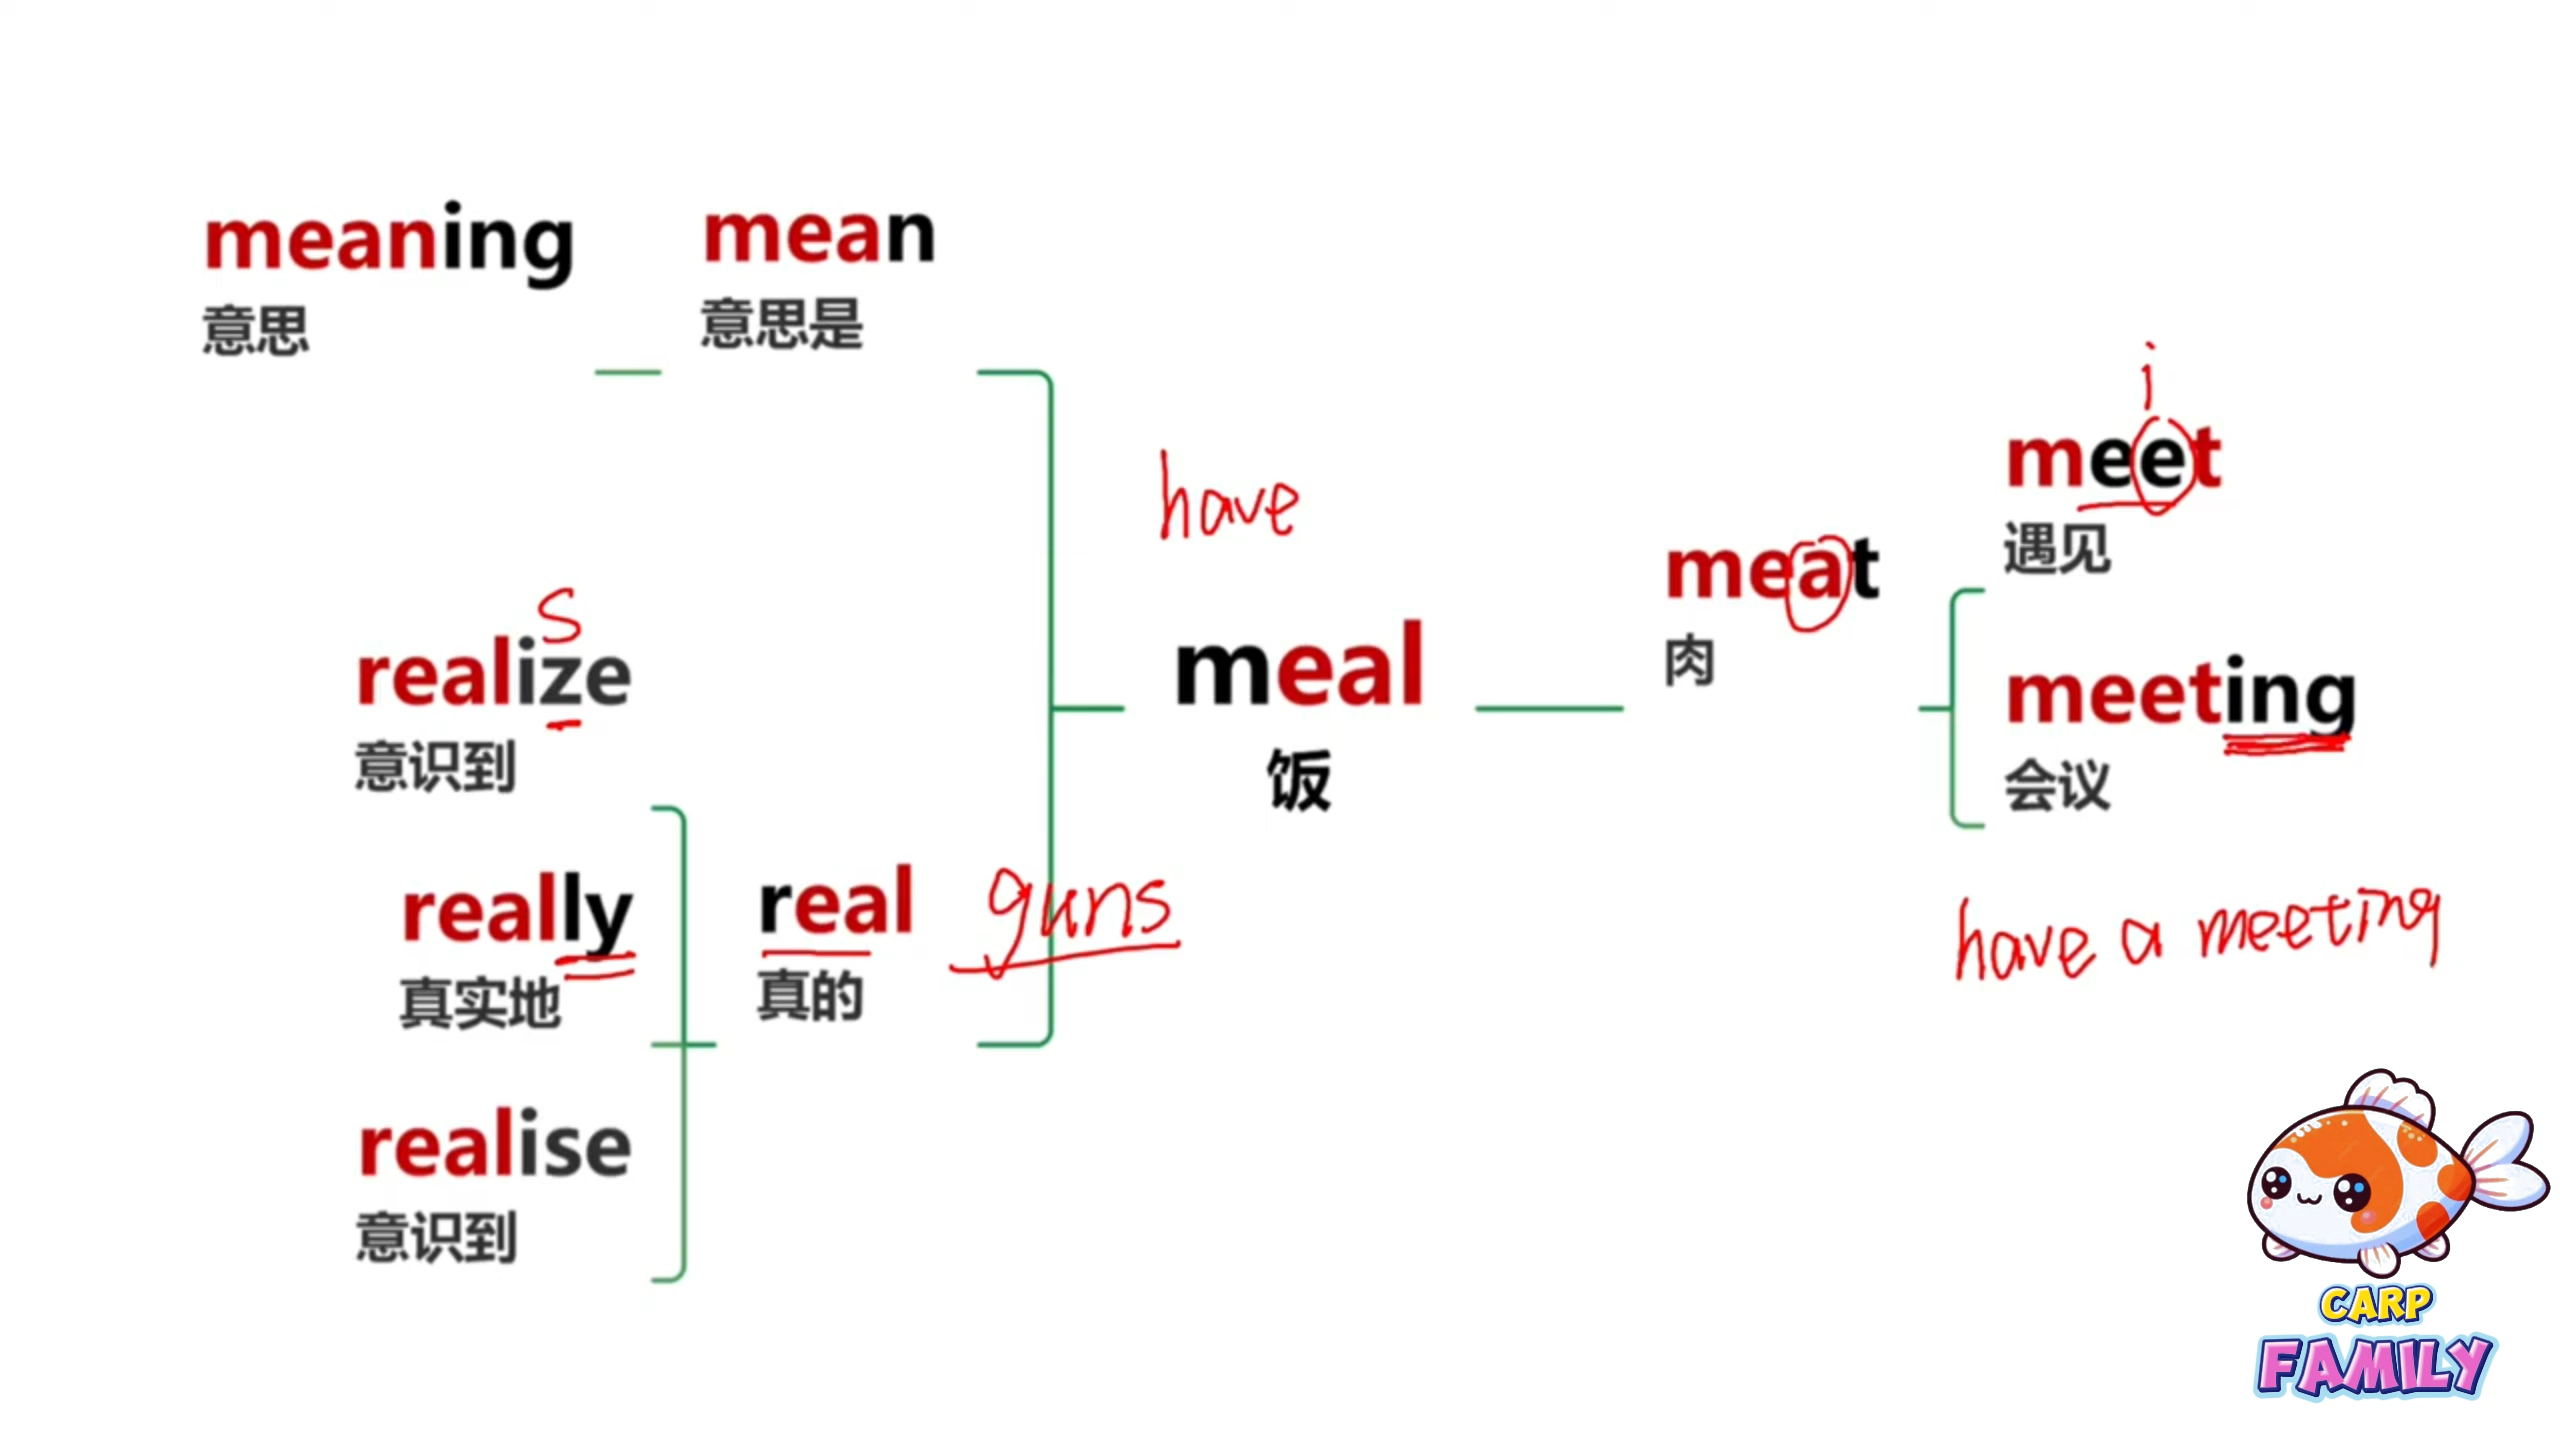 meaning
意思
mean
意思是
realize
s
意识到
really
真实地
realise
意识到
real
真的
guns
have
meal
饭
meat
肉
i
meet
遇见
meeting
会议
have a meeting
CARP
FAMILY